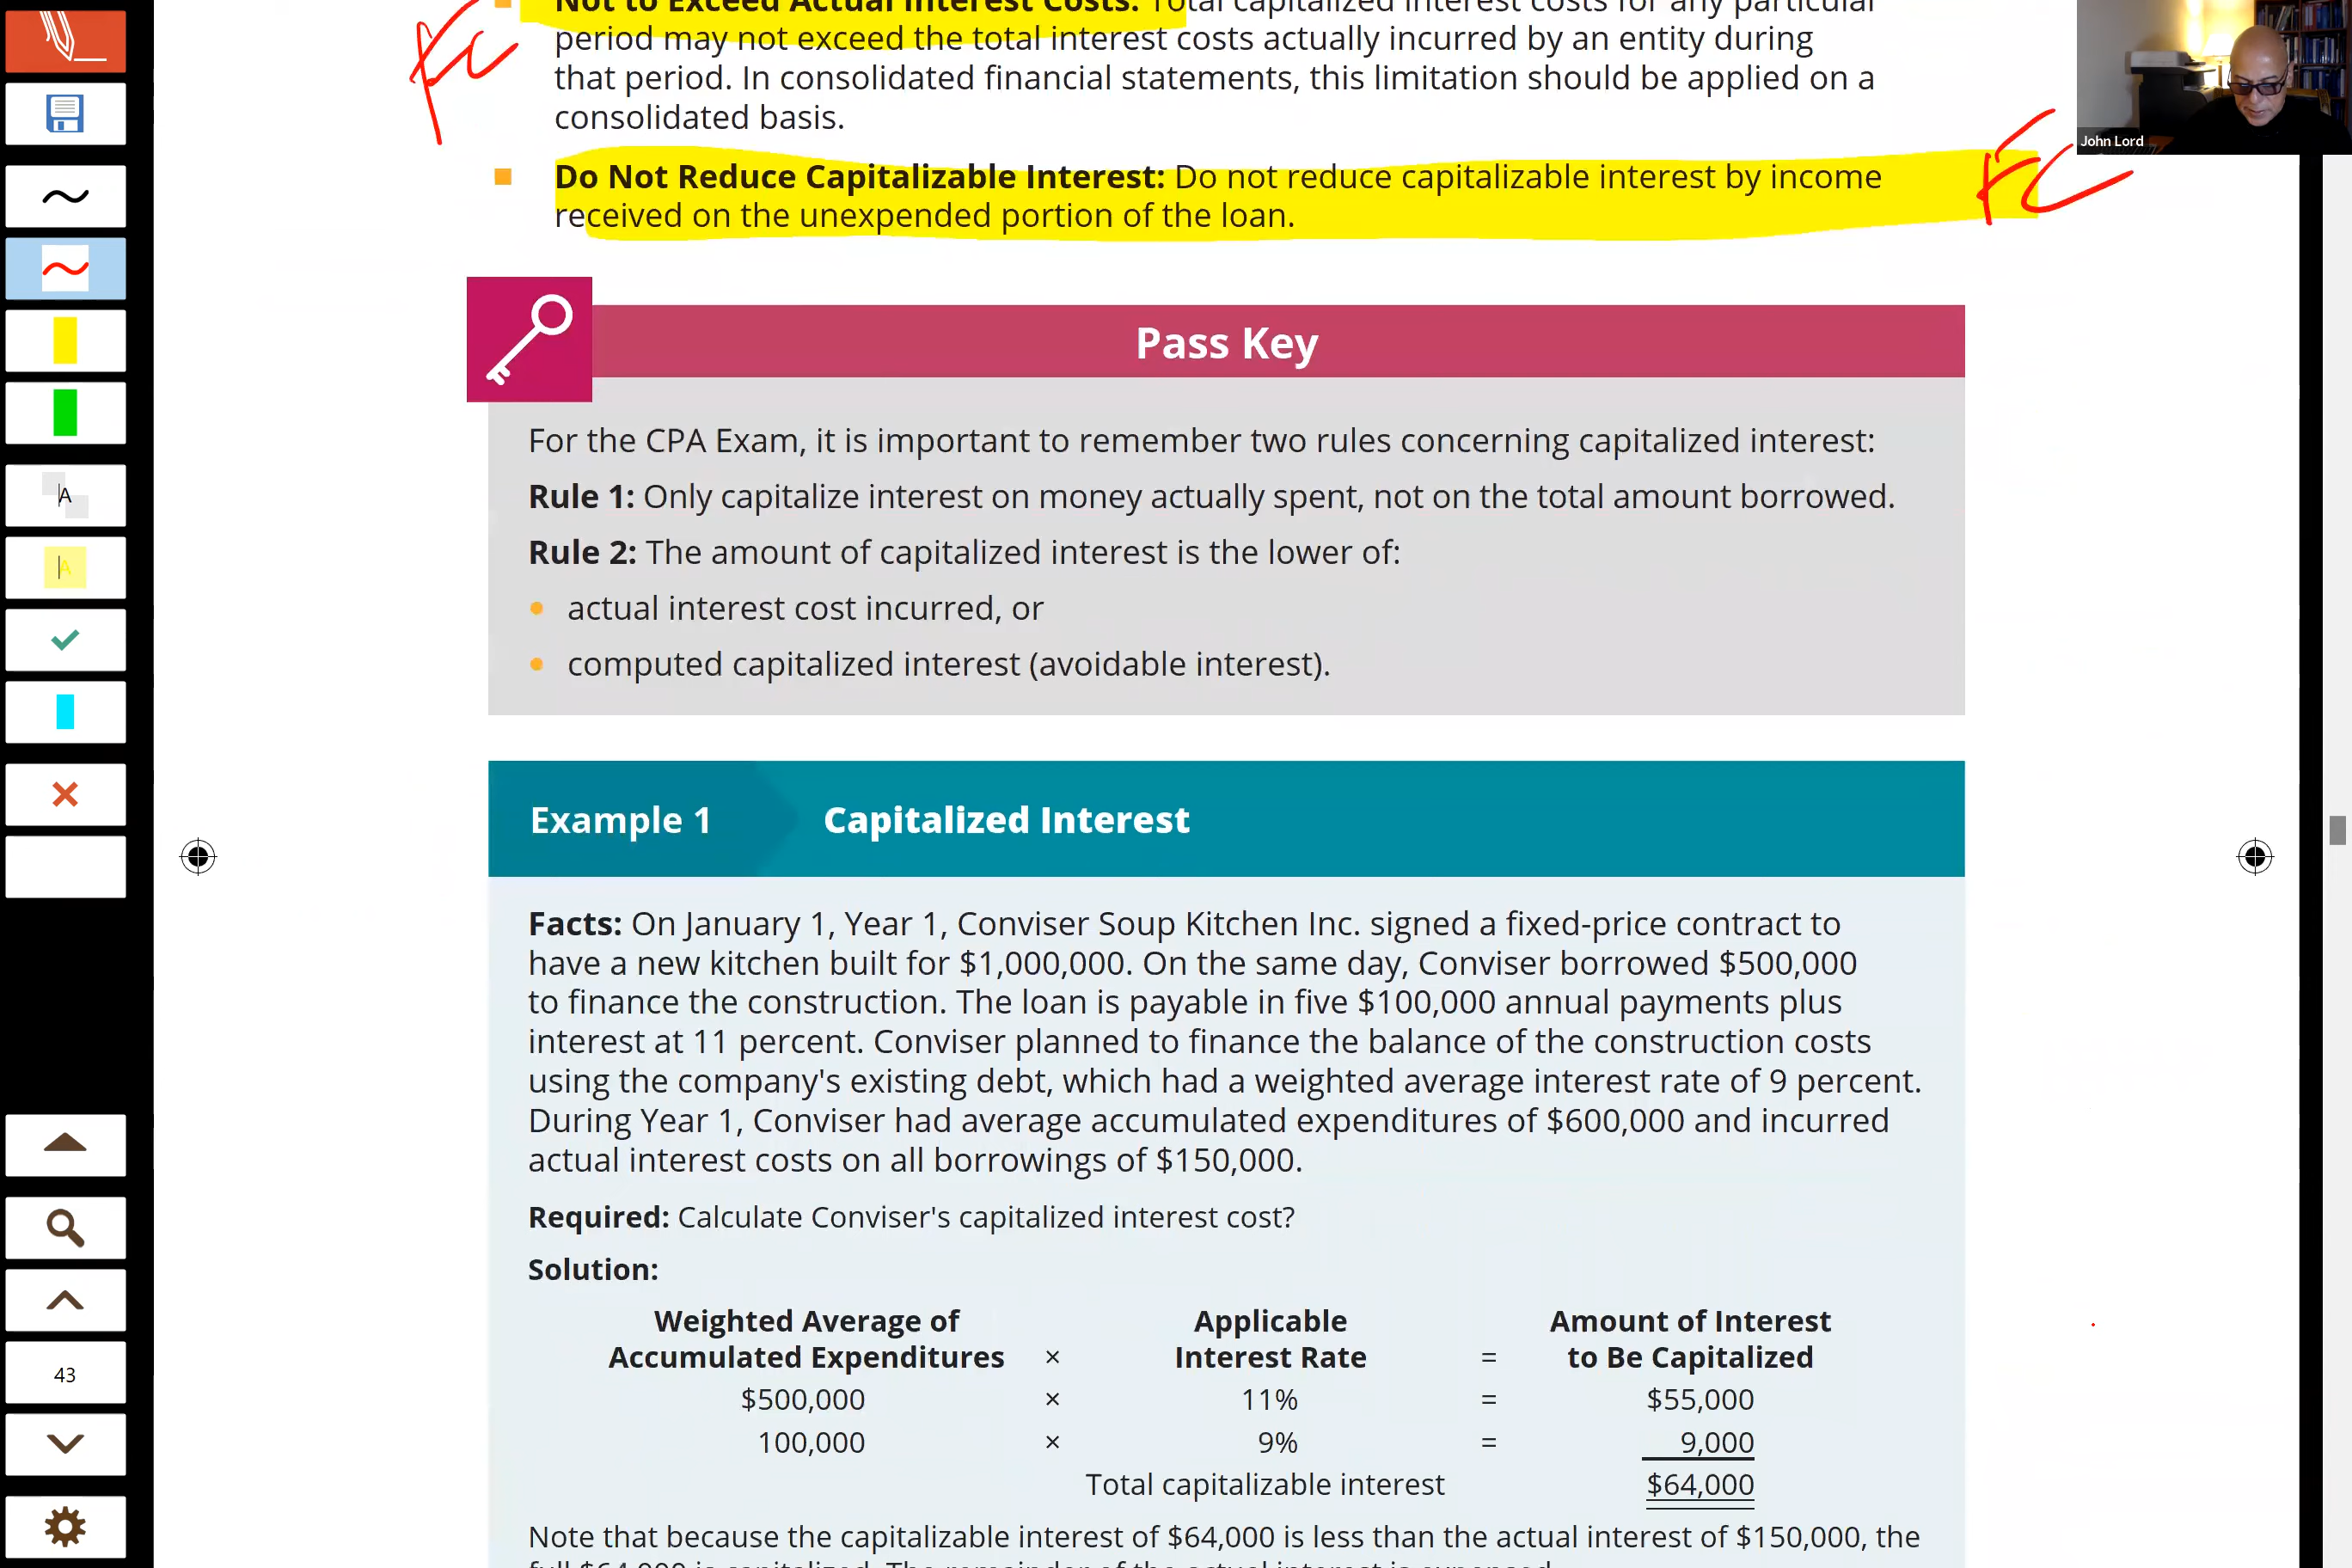 Not to Exceed Actual Interest Costs: Total capitalized interest costs for any particular
period may not exceed the total interest costs actually incurred by an entity during
that period. In consolidated financial statements, this limitation should be applied on a
consolidated basis.
FC
John Lord
Do Not Reduce Capitalizable Interest: Do not reduce capitalizable interest by income
received on the unexpended portion of the loan.
FC
Pass Key
For the CPA Exam, it is important to remember two rules concerning capitalized interest:
Rule 1: Only capitalize interest on money actually spent, not on the total amount borrowed.
Rule 2: The amount of capitalized interest is the lower of:
actual interest cost incurred, or
computed capitalized interest (avoidable interest).
A
A
Example 1 Capitalized Interest
Facts: On January 1, Year 1, Conviser Soup Kitchen Inc. signed a fixed-price contract to
have a new kitchen built for $1,000,000. On the same day, Conviser borrowed $500,000
to finance the construction. The loan is payable in five $100,000 annual payments plus
interest at 11 percent. Conviser planned to finance the balance of the construction costs
using the company's existing debt, which had a weighted average interest rate of 9 percent.
During Year 1, Conviser had average accumulated expenditures of $600,000 and incurred
actual interest costs on all borrowings of $150,000.
Required: Calculate Conviser's capitalized interest cost?
Solution:
Weighted Average of Applicable Amount of Interest
Accumulated Expenditures × Interest Rate = to Be Capitalized
$500,000 × 11% = $55,000
100,000 × 9% = 9,000
Total capitalizable interest $64,000
43
Note that because the capitalizable interest of $64,000 is less than the actual interest of $150,000, the
full $64,000 is capitalized. The remainder of the actual interest is expensed.